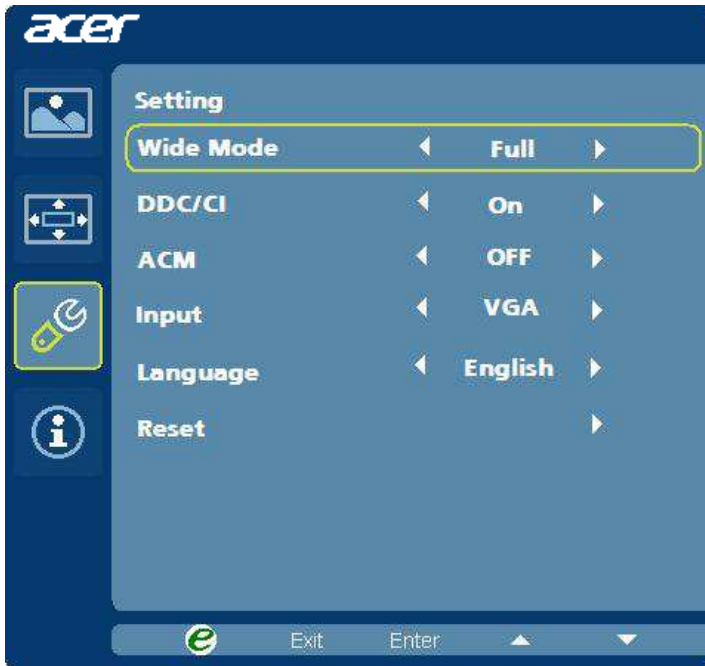 acer
Setting
Wide Mode Full
DDC/CI On
ACM OFF
Input VGA
Language English
Reset
e Exit Enter